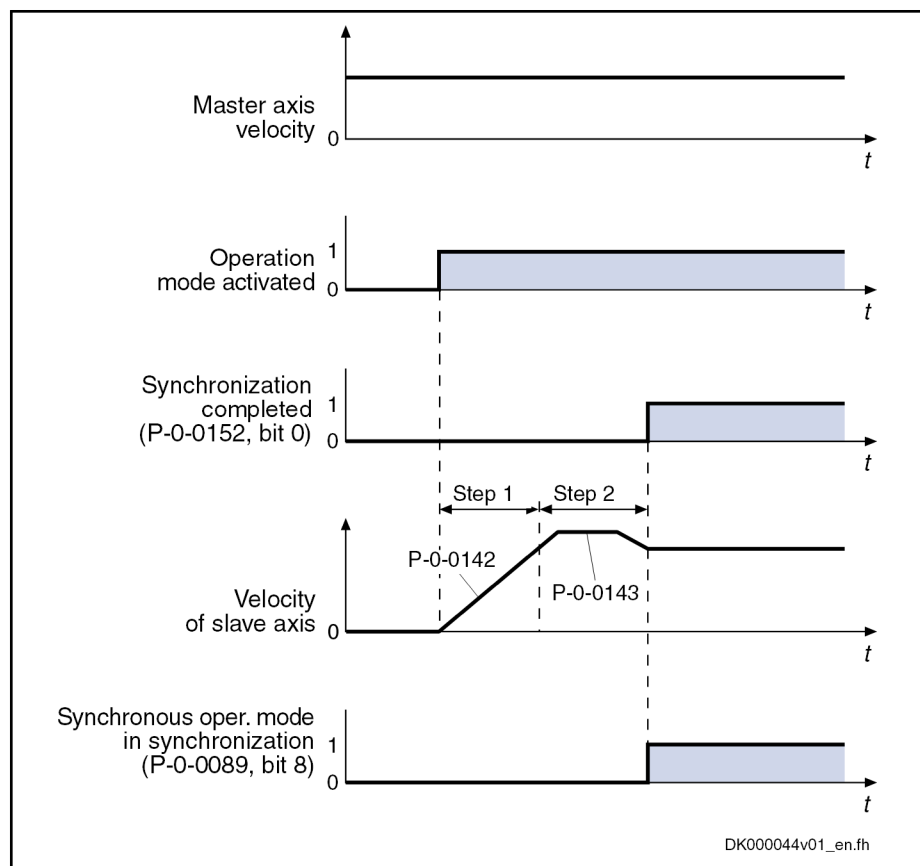 Master axis
velocity
0
t
Operation
mode activated
1
0
t
Synchronization
completed
(P-0-0152, bit 0)
1
0
t
Step 1
Step 2
P-0-0142
P-0-0143
Velocity
of slave axis
0
t
Synchronous oper. mode
in synchronization
(P-0-0089, bit 8)
1
0
t
DK000044v01_en.fh